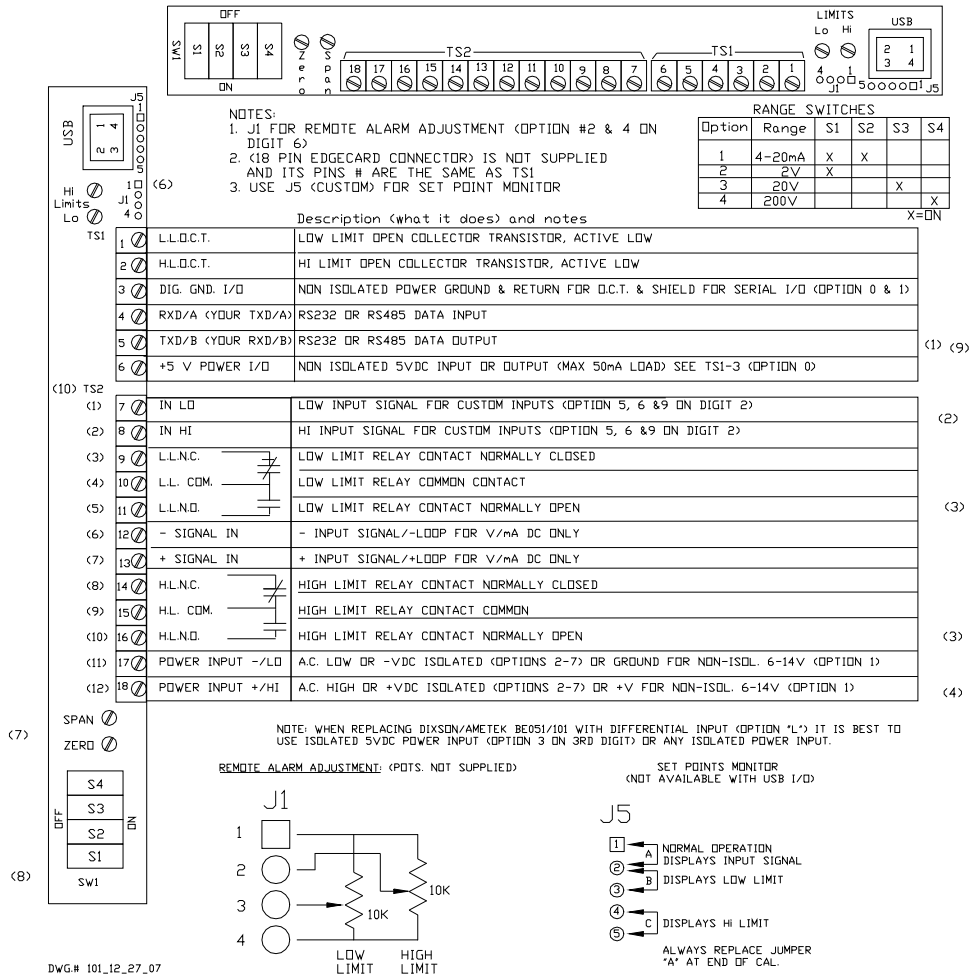 OFF
SW1
S1 S2 S3 S4
ON
Zero
Span
TS2
18 17 16 15 14 13 12 11 10 9 8 7
TS1
6 5 4 3 2 1
LIMITS
Lo Hi
4 1
J1
USB
2 1
3 4
5 1 J5
NOTES:
1. J1 FOR REMOTE ALARM ADJUSTMENT (OPTION #2 & 4 ON
DIGIT 6)
2. (18 PIN EDGECARD CONNECTOR) IS NOT SUPPLIED
AND ITS PINS # ARE THE SAME AS TS1
3. USE J5 (CUSTOM) FOR SET POINT MONITOR
RANGE SWITCHES
Option Range S1 S2 S3 S4
1 4-20mA X X
2 2V X
3 20V X
4 200V X
X=ON
USB
1 4
2 3
J5
1
5
Hi
Limits
Lo
1
J1
4
(6)
Description (what it does) and notes
TS1
1 L.L.O.C.T. LOW LIMIT OPEN COLLECTOR TRANSISTOR, ACTIVE LOW
2 H.L.O.C.T. HI LIMIT OPEN COLLECTOR TRANSISTOR, ACTIVE LOW
3 DIG. GND. I/O NON ISOLATED POWER GROUND & RETURN FOR O.C.T. & SHIELD FOR SERIAL I/O (OPTION 0 & 1)
4 RXD/A (YOUR TXD/A) RS232 OR RS485 DATA INPUT
5 TXD/B (YOUR RXD/B) RS232 OR RS485 DATA OUTPUT
(1) (9)
6 +5 V POWER I/O NON ISOLATED 5VDC INPUT OR OUTPUT (MAX 50mA LOAD) SEE TS1-3 (OPTION 0)
(10) TS2
(1) 7 IN LO LOW INPUT SIGNAL FOR CUSTOM INPUTS (OPTION 5, 6 &9 ON DIGIT 2)
(2)
(2) 8 IN HI HI INPUT SIGNAL FOR CUSTOM INPUTS (OPTION 5, 6 &9 ON DIGIT 2)
(3) 9 L.L.N.C. LOW LIMIT RELAY CONTACT NORMALLY CLOSED
(4) 10 L.L. COM. LOW LIMIT RELAY COMMON CONTACT
(5) 11 L.L.N.O. LOW LIMIT RELAY CONTACT NORMALLY OPEN (3)
(6) 12 - SIGNAL IN - INPUT SIGNAL/-LOOP FOR V/mA DC ONLY
(7) 13 + SIGNAL IN + INPUT SIGNAL/+LOOP FOR V/mA DC ONLY
(8) 14 H.L.N.C. HIGH LIMIT RELAY CONTACT NORMALLY CLOSED
(9) 15 H.L. COM. HIGH LIMIT RELAY CONTACT COMMON
(10) 16 H.L.N.O. HIGH LIMIT RELAY CONTACT NORMALLY OPEN (3)
(11) 17 POWER INPUT -/LO A.C. LOW OR -VDC ISOLATED (OPTIONS 2-7) OR GROUND FOR NON-ISOL. 6-14V (OPTION 1)
(12) 18 POWER INPUT +/HI A.C. HIGH OR +VDC ISOLATED (OPTIONS 2-7) OR +V FOR NON-ISOL. 6-14V (OPTION 1) (4)
SPAN
(7)
ZERO
NOTE: WHEN REPLACING DIXSON/AMETEK BE051/101 WITH DIFFERENTIAL INPUT (OPTION "L") IT IS BEST TO
USE ISOLATED 5VDC POWER INPUT (OPTION 3 ON 3RD DIGIT) OR ANY ISOLATED POWER INPUT.
S4
S3
S2
S1
OFF
ON
SW1
(8)
REMOTE ALARM ADJUSTMENT: (POTS. NOT SUPPLIED)
J1
1
2
3
4
10K
10K
LOW HIGH
LIMIT LIMIT
SET POINTS MONITOR
(NOT AVAILABLE WITH USB I/O)
J5
1
A NORMAL OPERATION
DISPLAYS INPUT SIGNAL
2
B DISPLAYS LOW LIMIT
3
4
C DISPLAYS Hi LIMIT
5
ALWAYS REPLACE JUMPER
"A" AT END OF CAL.
DWG.# 101_12_27_07